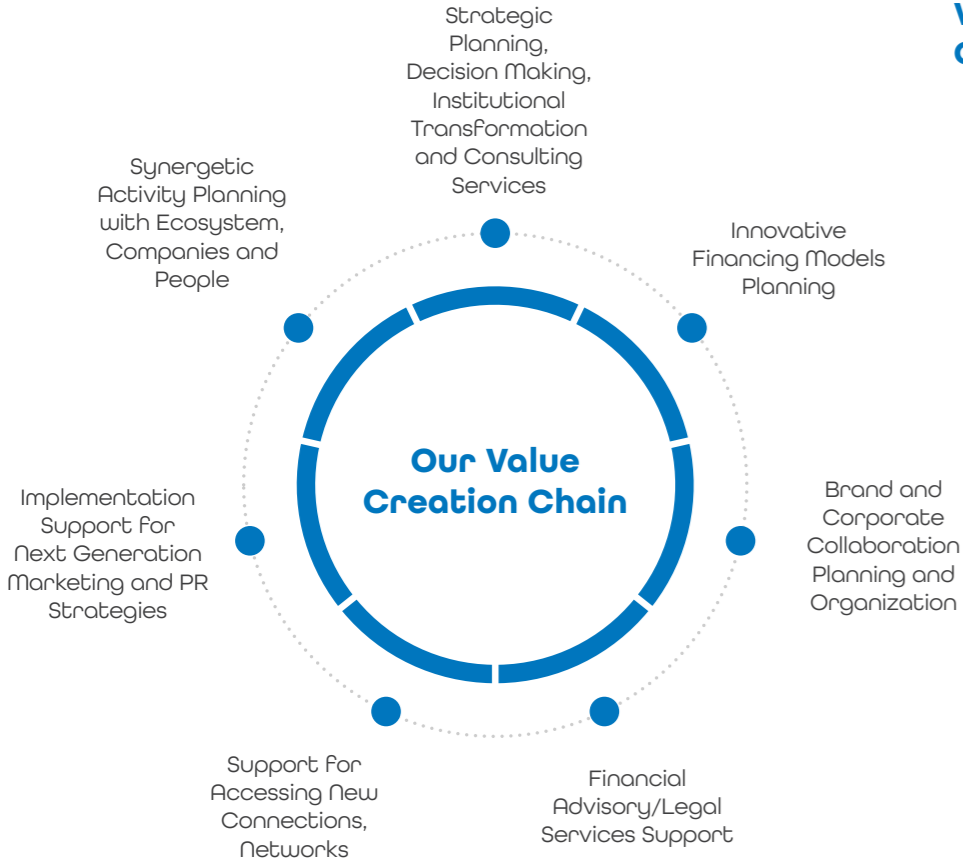 Strategic
Planning,
Decision Making,
Institutional
Transformation
and Consulting
Services
Innovative
Financing Models
Planning
Brand and
Corporate
Collaboration
Planning and
Organization
Financial
Advisory/Legal
Services Support
Support for
Accessing New
Connections,
Networks
Implementation
Support for
Next Generation
Marketing and PR
Strategies
Synergetic
Activity Planning
with Ecosystem,
Companies and
People
Our Value
Creation Chain